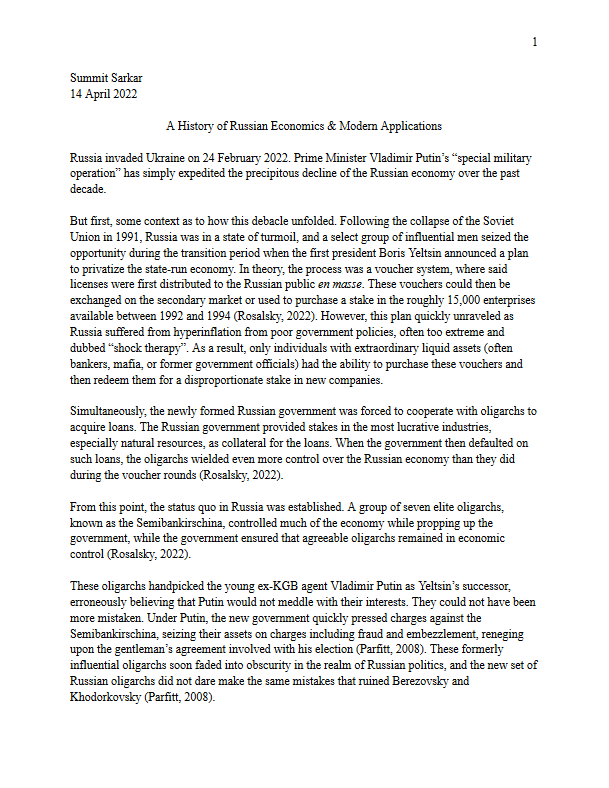 1
Summit Sarkar
14 April 2022
A History of Russian Economics & Modern Applications
Russia invaded Ukraine on 24 February 2022. Prime Minister Vladimir Putin’s “special military
operation” has simply expedited the precipitous decline of the Russian economy over the past
decade.
But first, some context as to how this debacle unfolded. Following the collapse of the Soviet
Union in 1991, Russia was in a state of turmoil, and a select group of influential men seized the
opportunity during the transition period when the first president Boris Yeltsin announced a plan
to privatize the state-run economy. In theory, the process was a voucher system, where said
licenses were first distributed to the Russian public en masse. These vouchers could then be
exchanged on the secondary market or used to purchase a stake in the roughly 15,000 enterprises
available between 1992 and 1994 (Rosalsky, 2022). However, this plan quickly unraveled as
Russia suffered from hyperinflation from poor government policies, often too extreme and
dubbed “shock therapy”. As a result, only individuals with extraordinary liquid assets (often
bankers, mafia, or former government officials) had the ability to purchase these vouchers and
then redeem them for a disproportionate stake in new companies.
Simultaneously, the newly formed Russian government was forced to cooperate with oligarchs to
acquire loans. The Russian government provided stakes in the most lucrative industries,
especially natural resources, as collateral for the loans. When the government then defaulted on
such loans, the oligarchs wielded even more control over the Russian economy than they did
during the voucher rounds (Rosalsky, 2022).
From this point, the status quo in Russia was established. A group of seven elite oligarchs,
known as the Semibankirschina, controlled much of the economy while propping up the
government, while the government ensured that agreeable oligarchs remained in economic
control (Rosalsky, 2022).
These oligarchs handpicked the young ex-KGB agent Vladimir Putin as Yeltsin’s successor,
erroneously believing that Putin would not meddle with their interests. They could not have been
more mistaken. Under Putin, the new government quickly pressed charges against the
Semibankirschina, seizing their assets on charges including fraud and embezzlement, reneging
upon the gentleman’s agreement involved with his election (Parfitt, 2008). These formerly
influential oligarchs soon faded into obscurity in the realm of Russian politics, and the new set of
Russian oligarchs did not dare make the same mistakes that ruined Berezovsky and
Khodorkovsky (Parfitt, 2008).